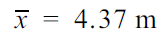 x̅ = 4.37 m